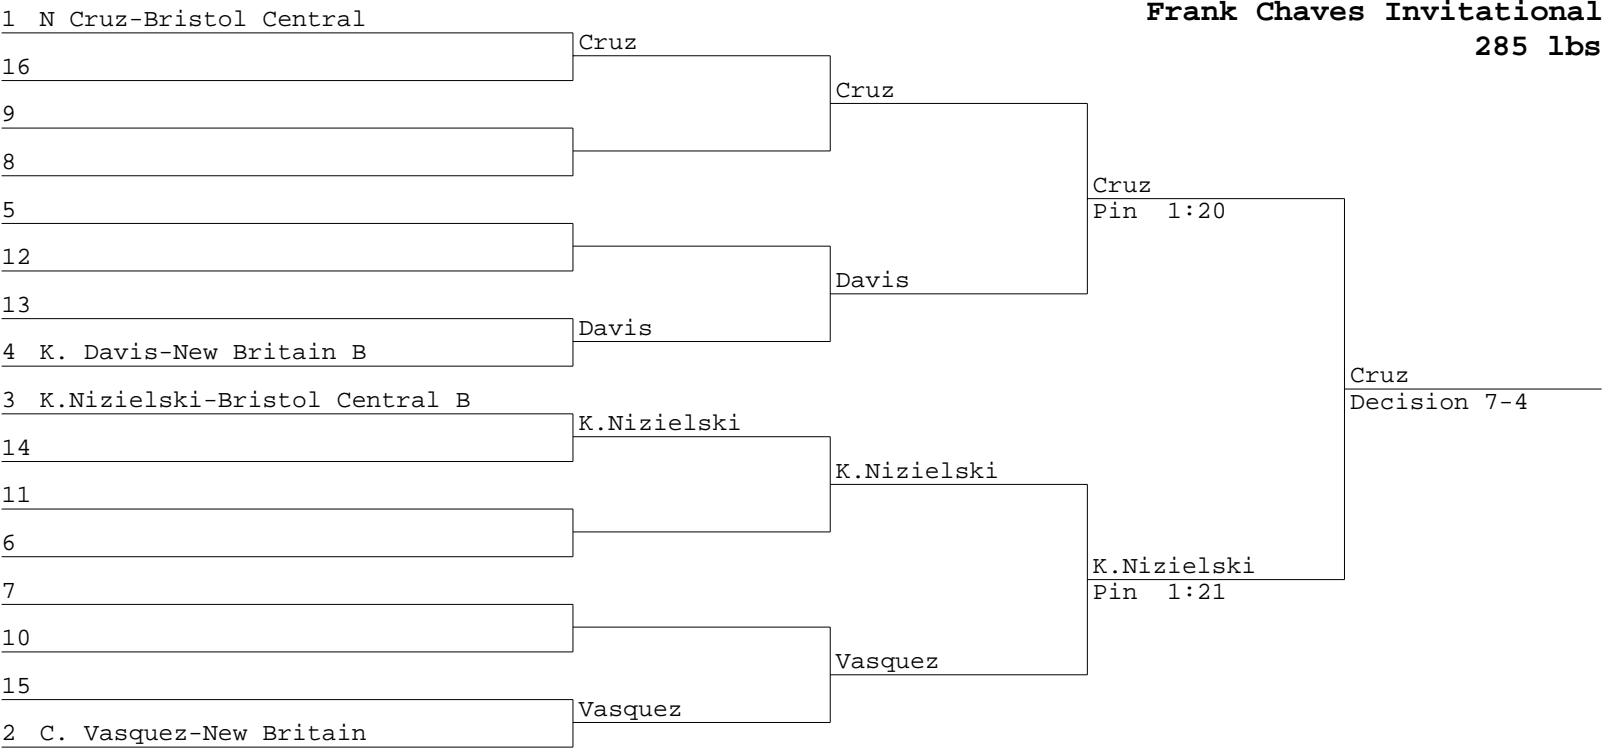 Frank Chaves Invitational
285 lbs
1 N Cruz-Bristol Central
Cruz
16
Cruz
9
8
Cruz
Pin 1:20
5
12
Davis
13
Davis
4 K. Davis-New Britain B
Cruz
Decision 7-4
3 K.Nizielski-Bristol Central B
K.Nizielski
14
K.Nizielski
11
6
K.Nizielski
Pin 1:21
7
10
Vasquez
15
Vasquez
2 C. Vasquez-New Britain